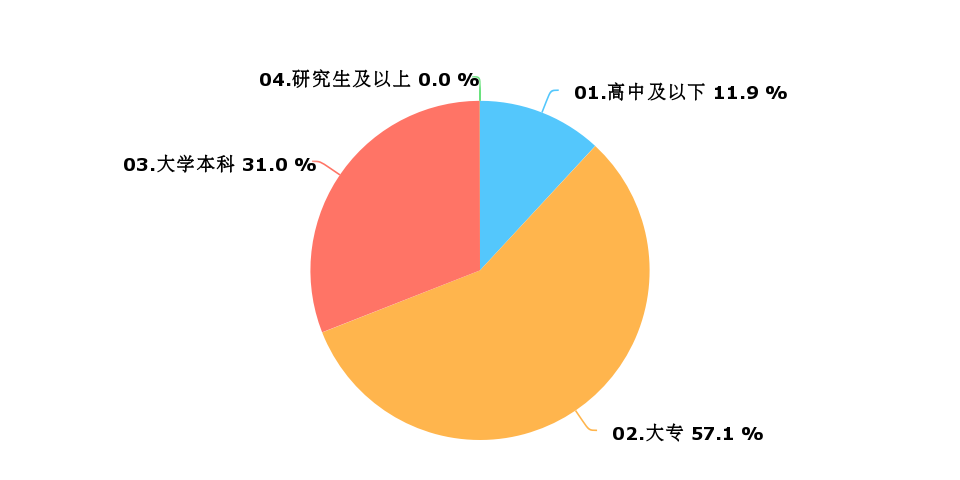 04.研究生及以上 0.0 %
01.高中及以下 11.9 %
03.大学本科 31.0 %
02.大专 57.1 %